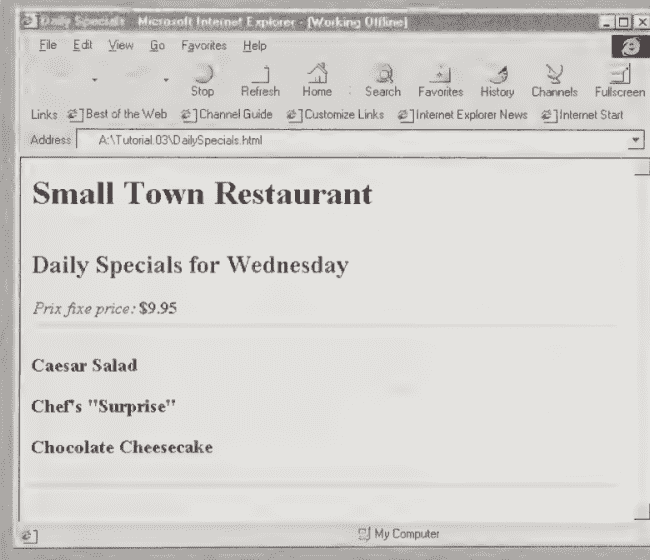 Daily Specials - Microsoft Internet Explorer - [Working Offline]
File Edit View Go Favorites Help
Stop Refresh Home Search Favorites History Channels Fullscreen
Links Best of the Web Channel Guide Customize Links Internet Explorer News Internet Start
Address A:\Tutorial.03\DailySpecials.html
Small Town Restaurant
Daily Specials for Wednesday
Prix fixe price: $9.95
Caesar Salad
Chef's "Surprise"
Chocolate Cheesecake
My Computer